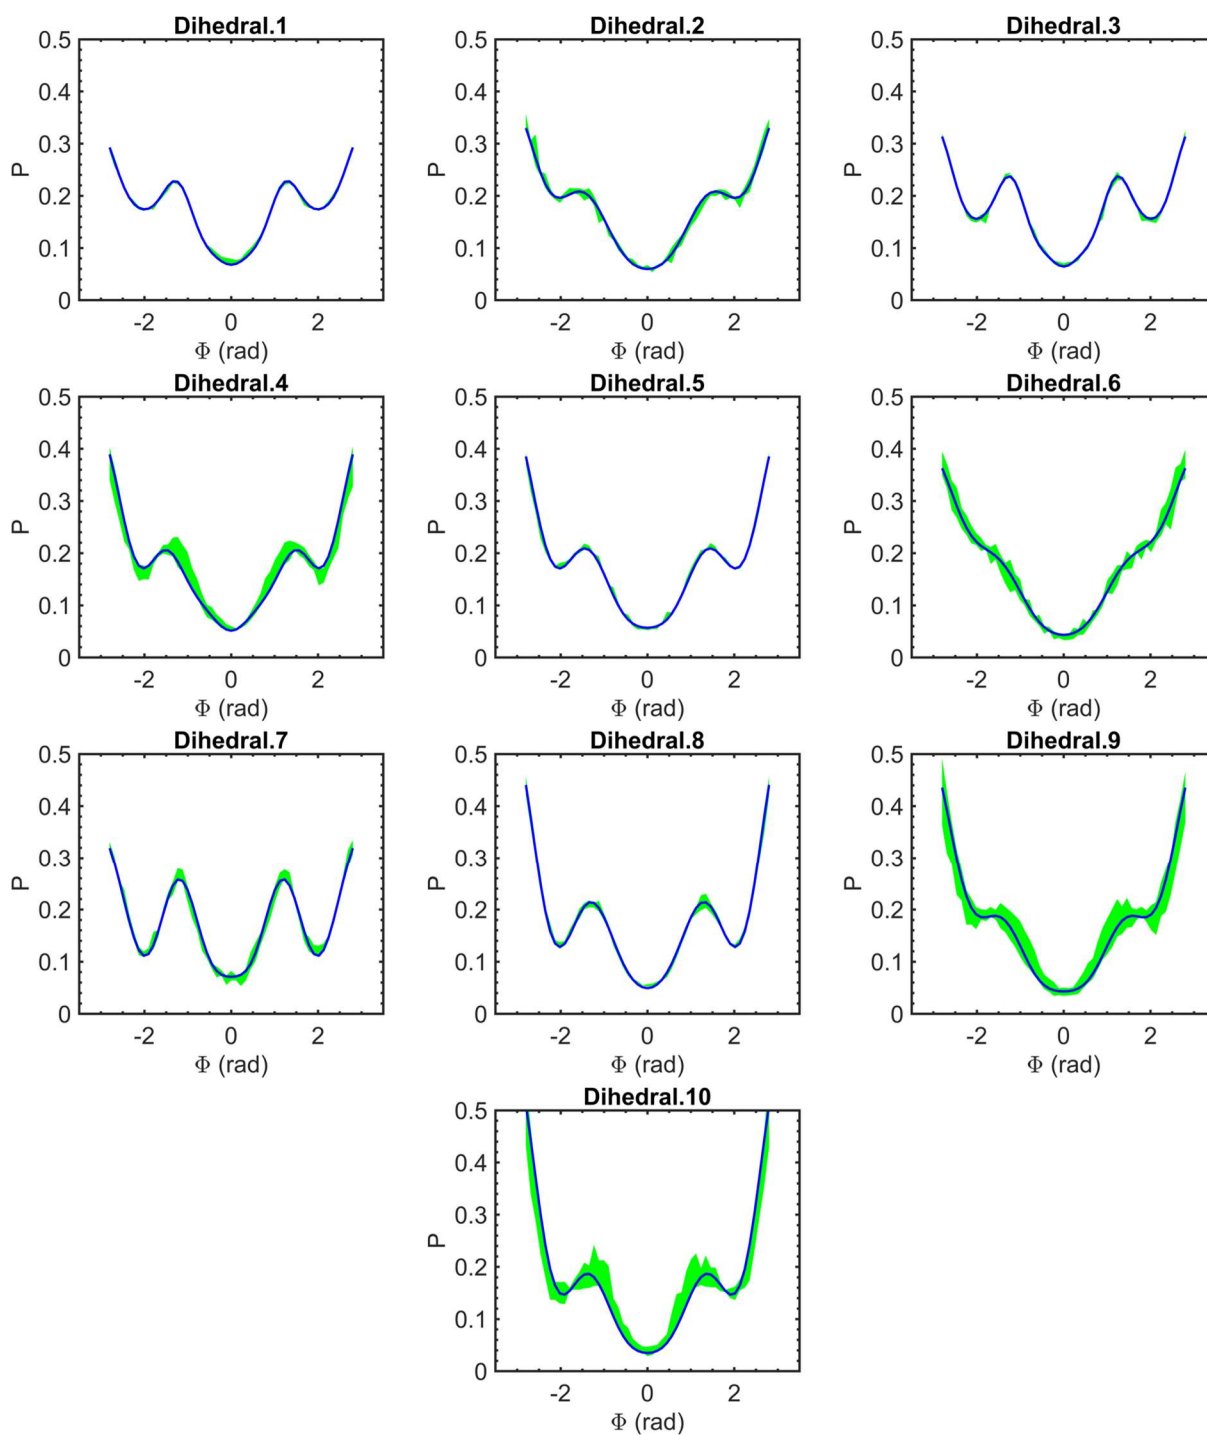 Dihedral.1 Dihedral.2 Dihedral.3
0.5 0.5 0.5
0.4 0.4 0.4
0.3 0.3 0.3
P P P
0.2 0.2 0.2
0.1 0.1 0.1
0 0 0
-2 0 2 -2 0 2 -2 0 2
Φ (rad) Φ (rad) Φ (rad)
Dihedral.4 Dihedral.5 Dihedral.6
0.5 0.5 0.5
0.4 0.4 0.4
0.3 0.3 0.3
P P P
0.2 0.2 0.2
0.1 0.1 0.1
0 0 0
-2 0 2 -2 0 2 -2 0 2
Φ (rad) Φ (rad) Φ (rad)
Dihedral.7 Dihedral.8 Dihedral.9
0.5 0.5 0.5
0.4 0.4 0.4
0.3 0.3 0.3
P P P
0.2 0.2 0.2
0.1 0.1 0.1
0 0 0
-2 0 2 -2 0 2 -2 0 2
Φ (rad) Φ (rad) Φ (rad)
Dihedral.10
0.5
0.4
0.3
P
0.2
0.1
0
-2 0 2
Φ (rad)